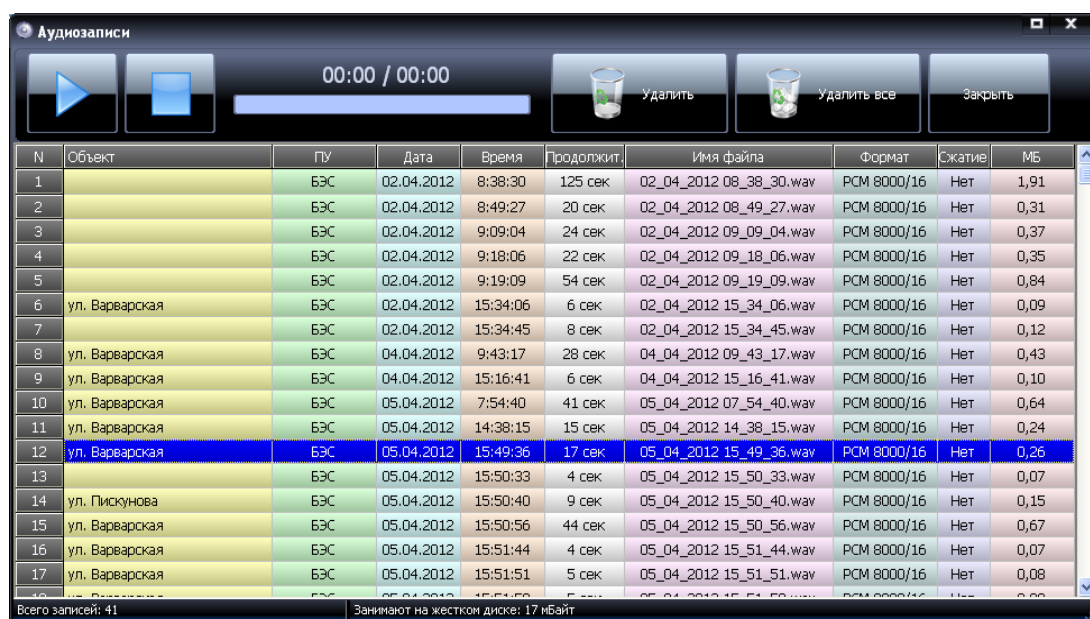 Аудиозаписи
00:00 / 00:00
Удалить
Удалить все
Закрыть
N Объект ПУ Дата Время Продолжит. Имя файла Формат Сжатие МБ
1 БЭС 02.04.2012 8:38:30 125 сек 02_04_2012 08_38_30.wav PCM 8000/16 Нет 1,91
2 БЭС 02.04.2012 8:49:27 20 сек 02_04_2012 08_49_27.wav PCM 8000/16 Нет 0,31
3 БЭС 02.04.2012 9:09:04 24 сек 02_04_2012 09_09_04.wav PCM 8000/16 Нет 0,37
4 БЭС 02.04.2012 9:18:06 22 сек 02_04_2012 09_18_06.wav PCM 8000/16 Нет 0,35
5 БЭС 02.04.2012 9:19:09 54 сек 02_04_2012 09_19_09.wav PCM 8000/16 Нет 0,84
6 ул. Варварская БЭС 02.04.2012 15:34:06 6 сек 02_04_2012 15_34_06.wav PCM 8000/16 Нет 0,09
7 БЭС 02.04.2012 15:34:45 8 сек 02_04_2012 15_34_45.wav PCM 8000/16 Нет 0,12
8 ул. Варварская БЭС 04.04.2012 9:43:17 28 сек 04_04_2012 09_43_17.wav PCM 8000/16 Нет 0,43
9 ул. Варварская БЭС 04.04.2012 15:16:41 6 сек 04_04_2012 15_16_41.wav PCM 8000/16 Нет 0,10
10 ул. Варварская БЭС 05.04.2012 7:54:40 41 сек 05_04_2012 07_54_40.wav PCM 8000/16 Нет 0,64
11 ул. Варварская БЭС 05.04.2012 14:38:15 15 сек 05_04_2012 14_38_15.wav PCM 8000/16 Нет 0,24
12 ул. Варварская БЭС 05.04.2012 15:49:36 17 сек 05_04_2012 15_49_36.wav PCM 8000/16 Нет 0,26
13 БЭС 05.04.2012 15:50:33 4 сек 05_04_2012 15_50_33.wav PCM 8000/16 Нет 0,07
14 ул. Пискунова БЭС 05.04.2012 15:50:40 9 сек 05_04_2012 15_50_40.wav PCM 8000/16 Нет 0,15
15 ул. Варварская БЭС 05.04.2012 15:50:56 44 сек 05_04_2012 15_50_56.wav PCM 8000/16 Нет 0,67
16 ул. Варварская БЭС 05.04.2012 15:51:44 4 сек 05_04_2012 15_51_44.wav PCM 8000/16 Нет 0,07
17 ул. Варварская БЭС 05.04.2012 15:51:51 5 сек 05_04_2012 15_51_51.wav PCM 8000/16 Нет 0,08
Всего записей: 41 Занимают на жестком диске: 17 мБайт